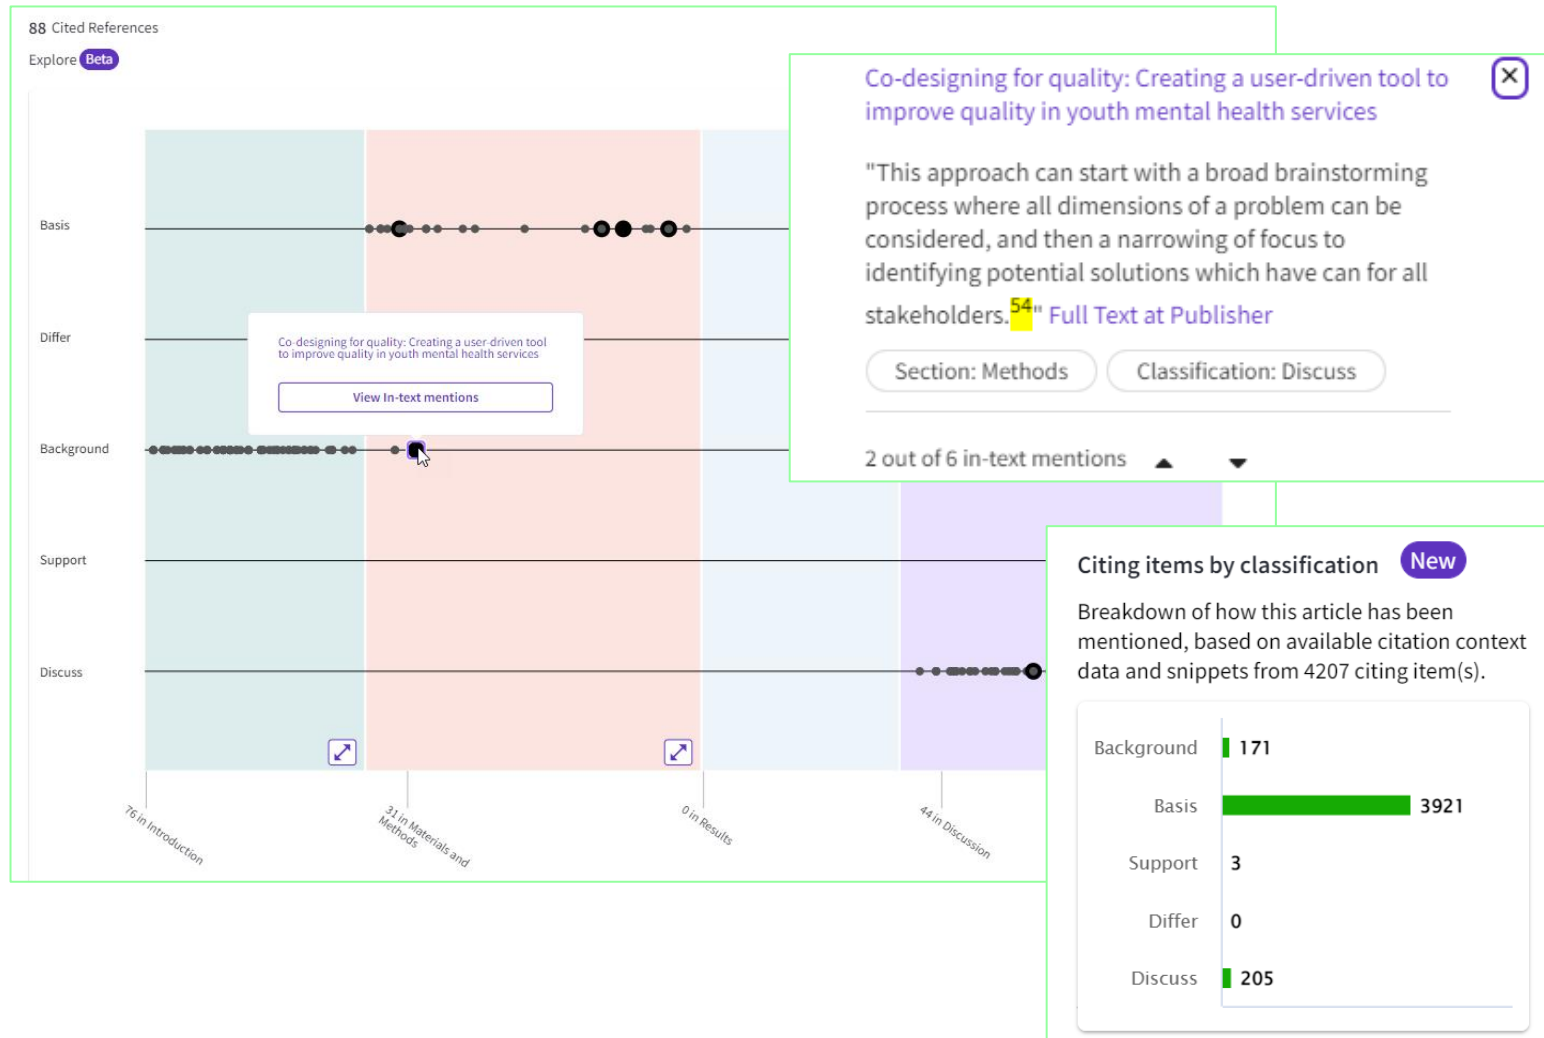 88 Cited References
Explore Beta
Basis
Differ
Background
Support
Discuss
Co-designing for quality: Creating a user-driven tool
to improve quality in youth mental health services
View In-text mentions
76 in Introduction
31 in Materials and
Methods
0 in Results
44 in Discussion
Co-designing for quality: Creating a user-driven tool to
improve quality in youth mental health services
"This approach can start with a broad brainstorming
process where all dimensions of a problem can be
considered, and then a narrowing of focus to
identifying potential solutions which have can for all
stakeholders.54" Full Text at Publisher
Section: Methods
Classification: Discuss
2 out of 6 in-text mentions
Citing items by classification New
Breakdown of how this article has been
mentioned, based on available citation context
data and snippets from 4207 citing item(s).
Background 171
Basis 3921
Support 3
Differ 0
Discuss 205